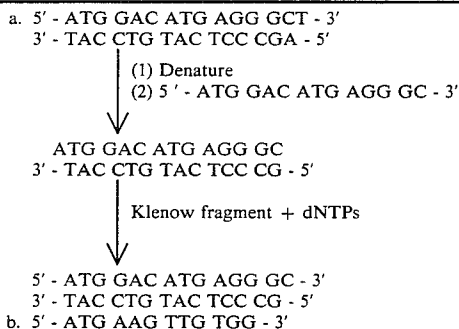 a. 5' - ATG GAC ATG AGG GCT - 3'
3' - TAC CTG TAC TCC CGA - 5'
(1) Denature
(2) 5 ' - ATG GAC ATG AGG GC - 3'
ATG GAC ATG AGG GC
3' - TAC CTG TAC TCC CG - 5'
Klenow fragment + dNTPs
5' - ATG GAC ATG AGG GC - 3'
3' - TAC CTG TAC TCC CG - 5'
b. 5' - ATG AAG TTG TGG - 3'